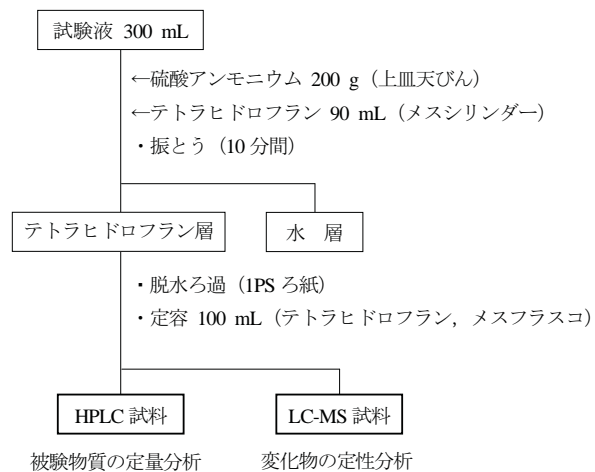 試験液 300 mL
←硫酸アンモニウム 200 g（上皿天びん）
←テトラヒドロフラン 90 mL（メスシリンダー）
・振とう（10 分間）
テトラヒドロフラン層
水　層
・脱水ろ過（1PS ろ紙）
・定容 100 mL（テトラヒドロフラン，メスフラスコ）
HPLC 試料
LC-MS 試料
被験物質の定量分析
変化物の定性分析